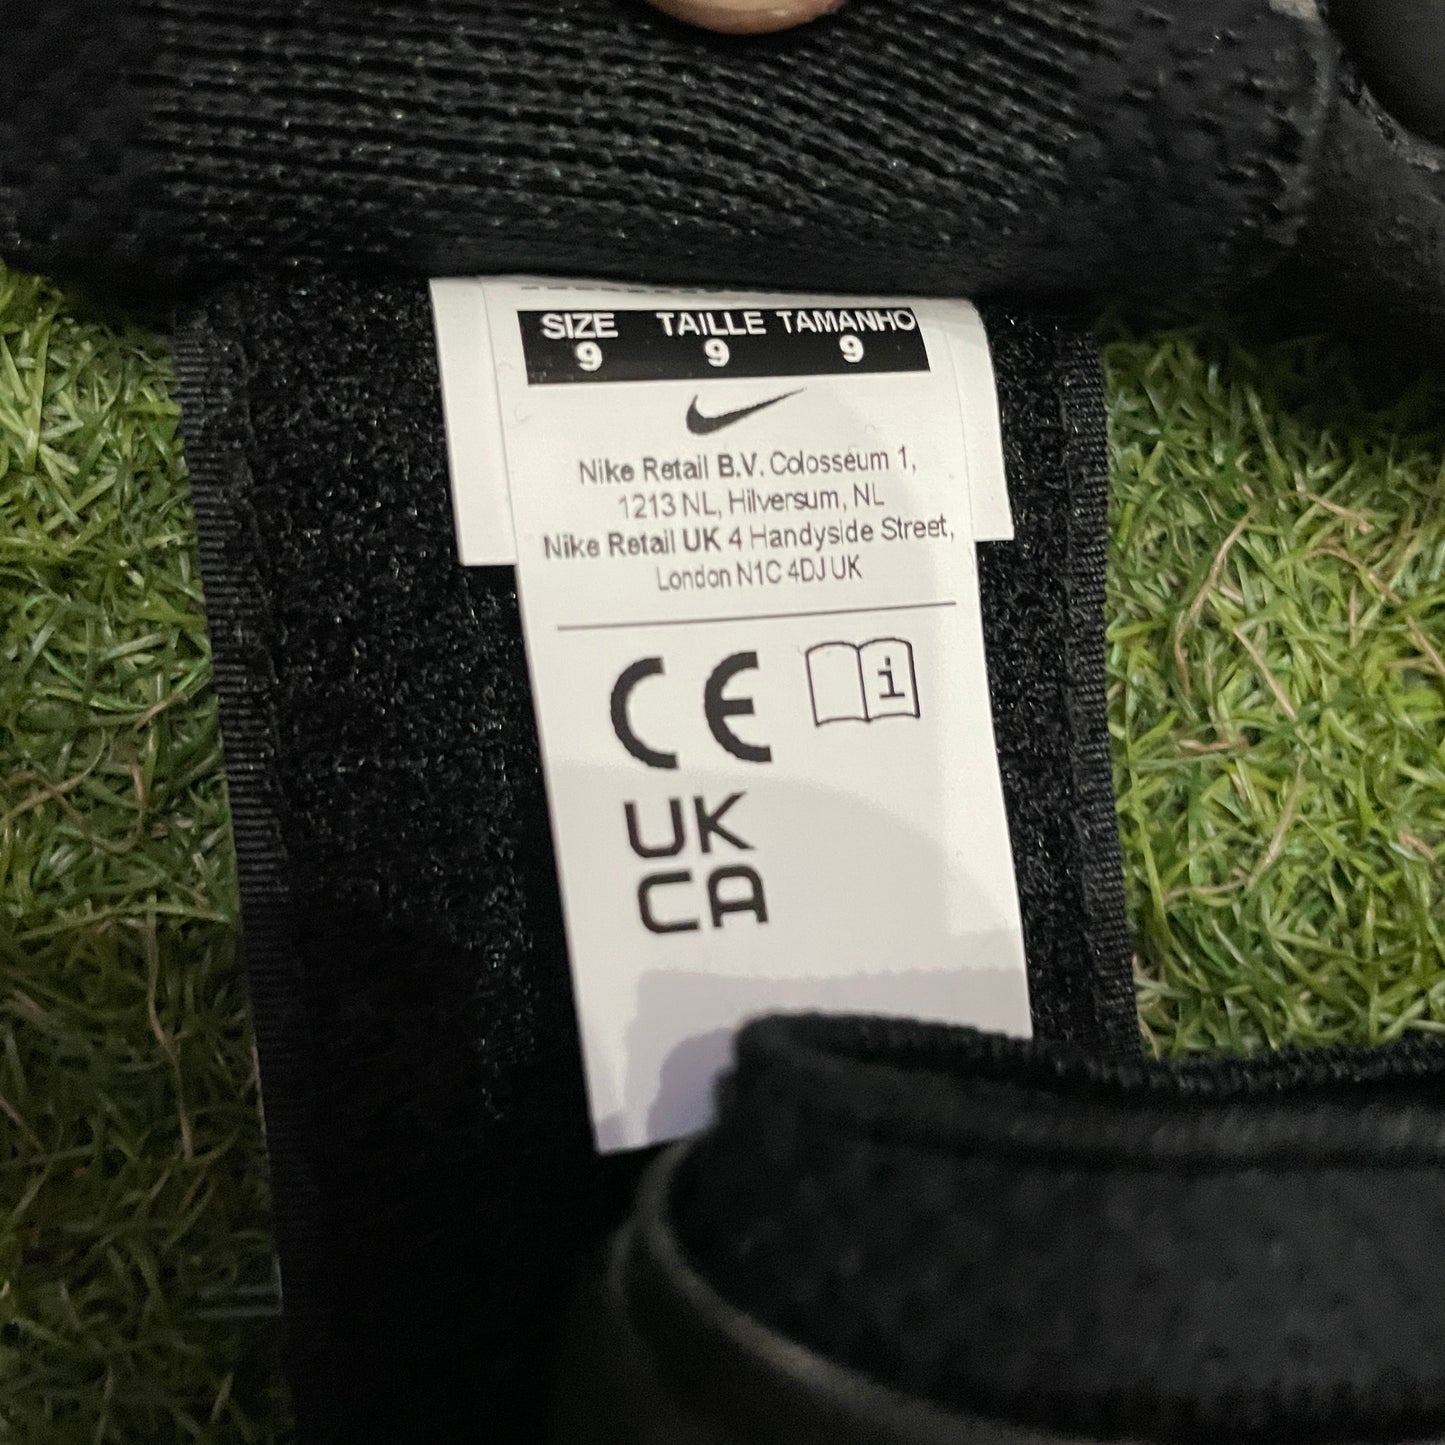 SIZE TAILLE TAMANHO
9 9 9
Nike Retail B.V. Colosseum 1,
1213 NL, Hilversum, NL
Nike Retail UK 4 Handyside Street,
London N1C 4DJ UK
CE i
UK
CA